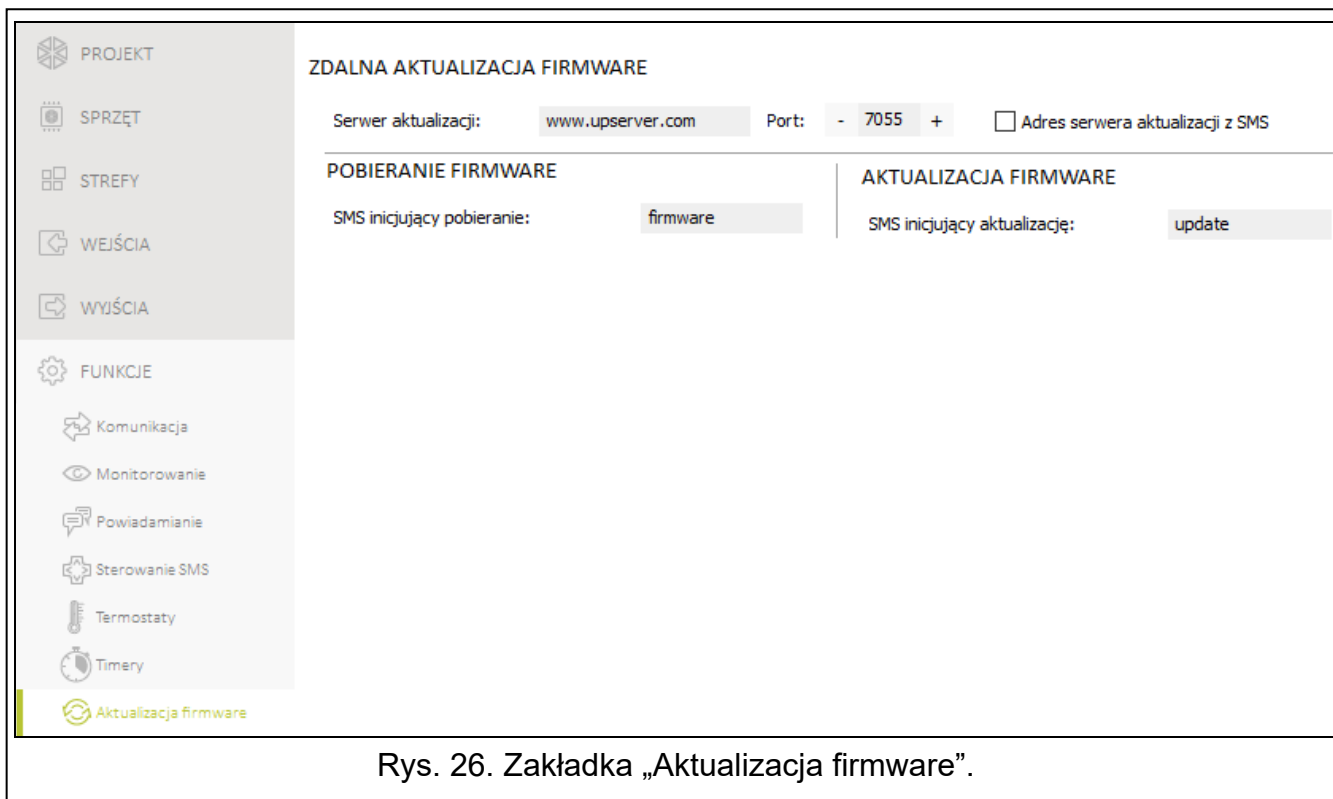 PROJEKT
SPRZĘT
STREFY
WEJŚCIA
WYJŚCIA
FUNKCJE
Komunikacja
Monitorowanie
Powiadamianie
Sterowanie SMS
Termostaty
Timery
Aktualizacja firmware
ZDALNA AKTUALIZACJA FIRMWARE
Serwer aktualizacji: www.upserver.com Port: - 7055 + Adres serwera aktualizacji z SMS
POBIERANIE FIRMWARE
SMS inicjujący pobieranie: firmware
AKTUALIZACJA FIRMWARE
SMS inicjujący aktualizację: update
Rys. 26. Zakładka „Aktualizacja firmware”.